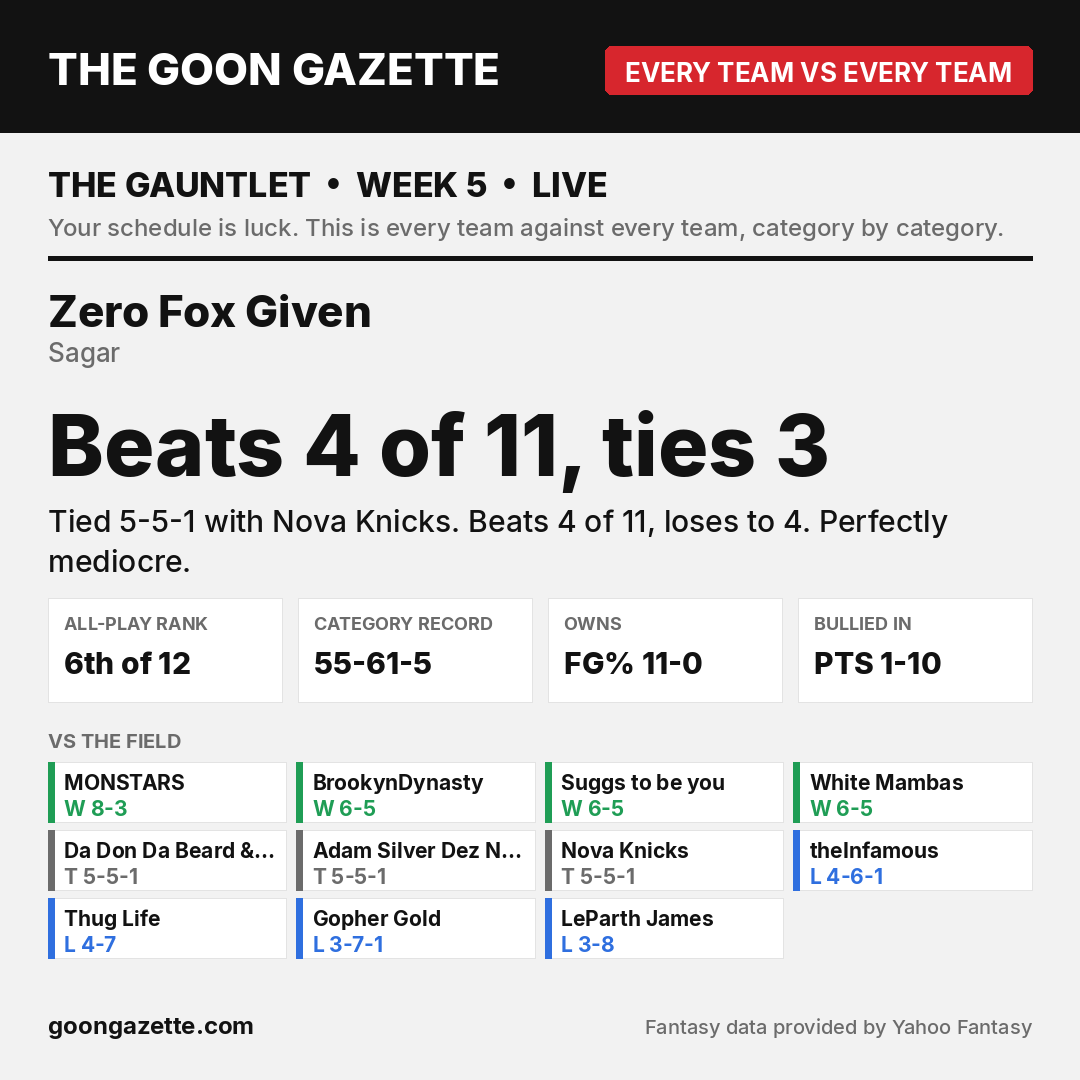 THE GOON GAZETTE
EVERY TEAM VS EVERY TEAM
THE GAUNTLET • WEEK 5 • LIVE
Your schedule is luck. This is every team against every team, category by category.
Zero Fox Given
Sagar
Beats 4 of 11, ties 3
Tied 5-5-1 with Nova Knicks. Beats 4 of 11, loses to 4. Perfectly
mediocre.
ALL-PLAY RANK
6th of 12
CATEGORY RECORD
55-61-5
OWNS
FG% 11-0
BULLIED IN
PTS 1-10
VS THE FIELD
MONSTARS
W 8-3
BrookynDynasty
W 6-5
Suggs to be you
W 6-5
White Mambas
W 6-5
Da Don Da Beard &...
T 5-5-1
Adam Silver Dez N...
T 5-5-1
Nova Knicks
T 5-5-1
theInfamous
L 4-6-1
Thug Life
L 4-7
Gopher Gold
L 3-7-1
LeParth James
L 3-8
goongazette.com
Fantasy data provided by Yahoo Fantasy